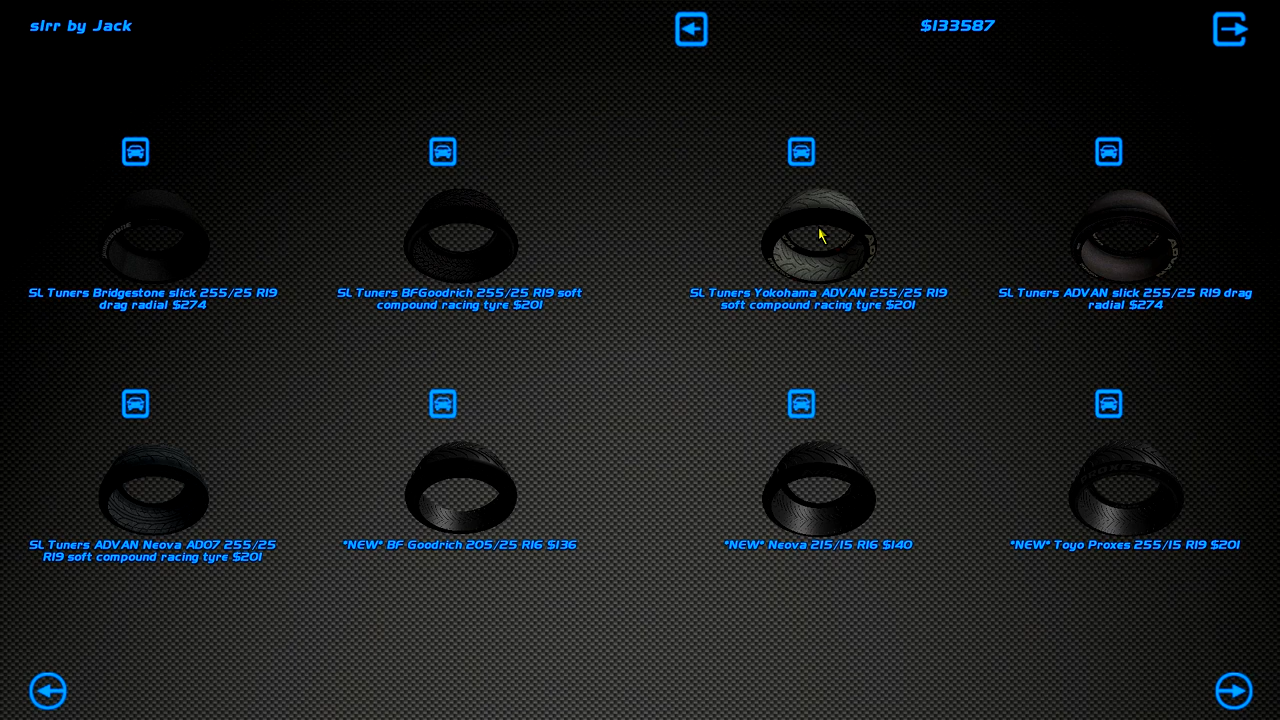 slrr by Jack
$133587
SL Tuners Bridgestone slick 255/25 R19
drag radial $274
SL Tuners BFGoodrich 255/25 R19 soft
compound racing tyre $201
SL Tuners Yokohama ADVAN 255/25 R19
soft compound racing tyre $201
SL Tuners ADVAN slick 255/25 R19 drag
radial $274
SL Tuners ADVAN Neova AD07 255/25
R19 soft compound racing tyre $201
*NEW* BF Goodrich 205/25 R16 $136
*NEW* Neova 215/15 R16 $140
*NEW* Toyo Proxes 255/15 R19 $201